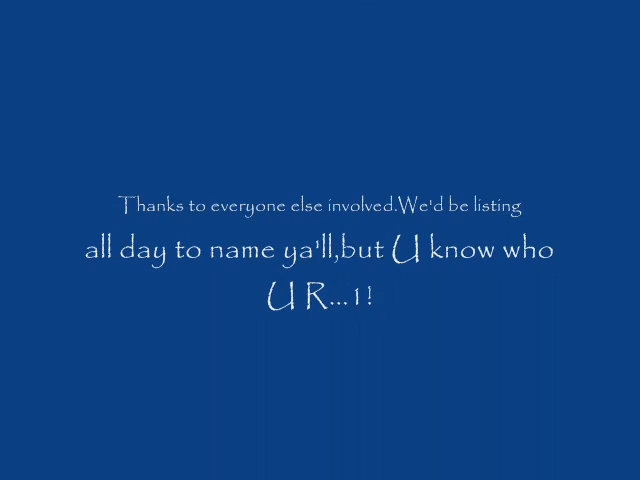 Thanks to everyone else involved.We'd be listing
all day to name ya'll,but U know who
U R...1!